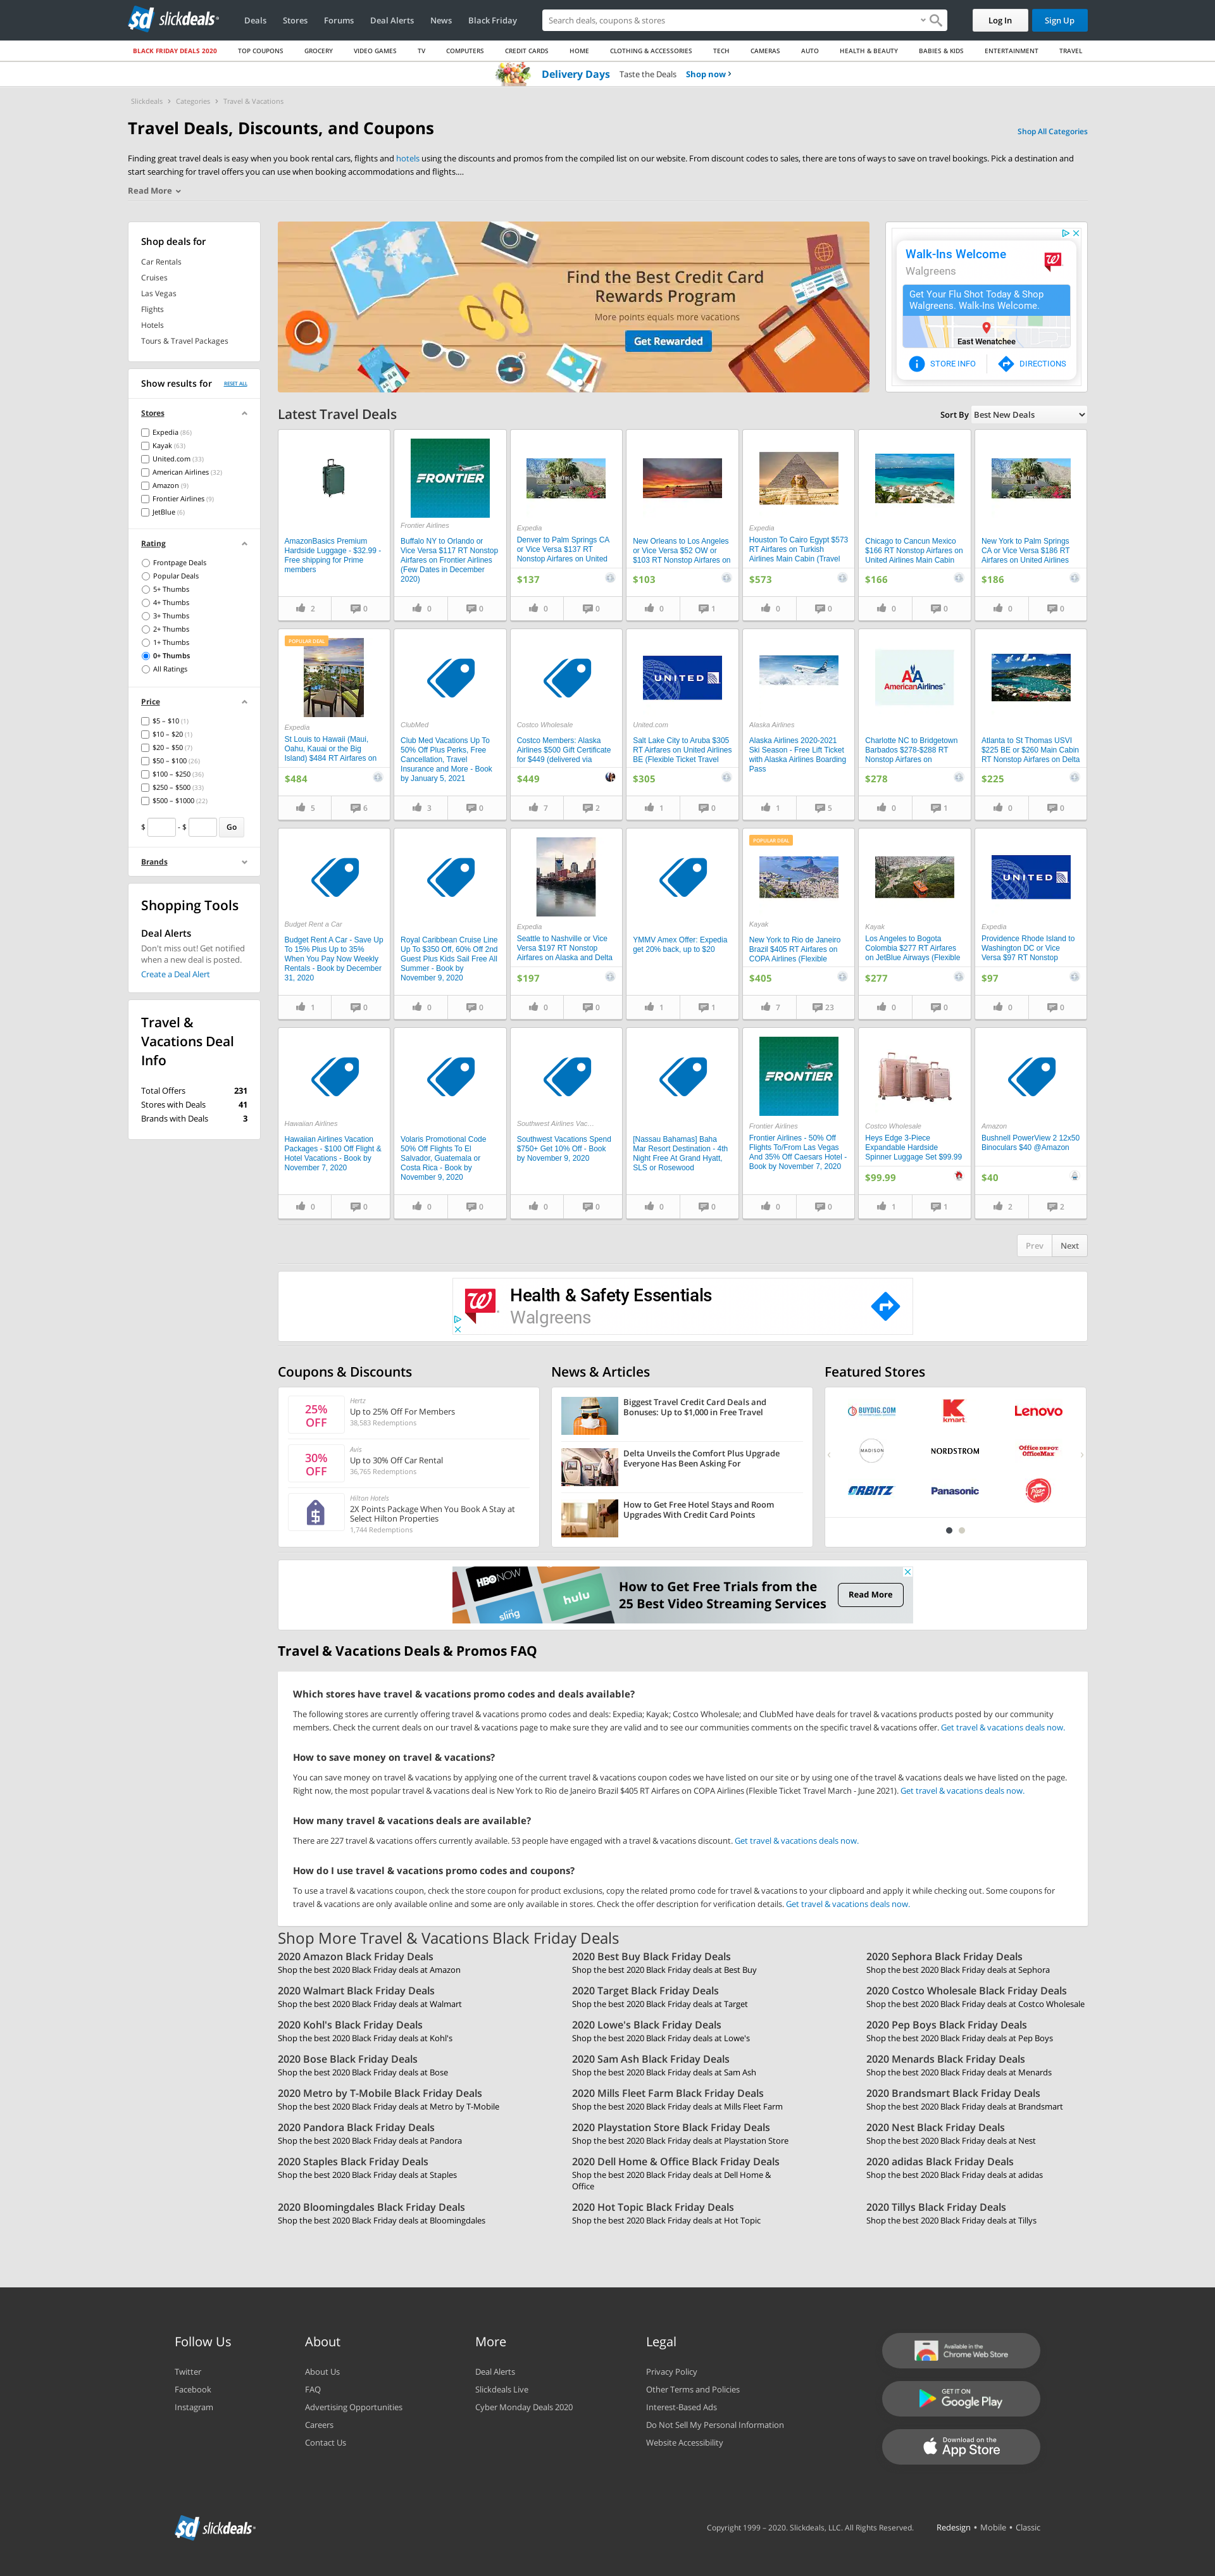 slickdeals
Deals Stores Forums Deal Alerts News Black Friday
Search deals, coupons & stores
Log In
Sign Up
BLACK FRIDAY DEALS 2020 TOP COUPONS GROCERY VIDEO GAMES TV COMPUTERS CREDIT CARDS HOME CLOTHING & ACCESSORIES TECH CAMERAS AUTO HEALTH & BEAUTY BABIES & KIDS ENTERTAINMENT TRAVEL
Delivery Days Taste the Deals Shop now
Slickdeals Categories Travel & Vacations
Travel Deals, Discounts, and Coupons
Shop All Categories
Finding great travel deals is easy when you book rental cars, flights and hotels using the discounts and promos from the compiled list on our website. From discount codes to sales, there are tons of ways to save on travel bookings. Pick a destination and
start searching for travel offers you can use when booking accommodations and flights....
Read More
Shop deals for
Car Rentals
Cruises
Las Vegas
Flights
Hotels
Tours & Travel Packages
Show results for RESET ALL
Stores
Expedia (86)
Kayak (63)
United.com (33)
American Airlines (32)
Amazon (9)
Frontier Airlines (9)
JetBlue (6)
Rating
Frontpage Deals
Popular Deals
5+ Thumbs
4+ Thumbs
3+ Thumbs
2+ Thumbs
1+ Thumbs
0+ Thumbs
All Ratings
Price
$5 – $10 (1)
$10 – $20 (1)
$20 – $50 (7)
$50 – $100 (26)
$100 – $250 (36)
$250 – $500 (33)
$500 – $1000 (22)
$ - $ Go
Brands
Shopping Tools
Deal Alerts
Don't miss out! Get notified
when a new deal is posted.
Create a Deal Alert
Travel &
Vacations Deal
Info
Total Offers 231
Stores with Deals 41
Brands with Deals 3
Find the Best Credit Card
Rewards Program
More points equals more vacations
Get Rewarded
Walk-Ins Welcome
Walgreens
Get Your Flu Shot Today & Shop
Walgreens. Walk-Ins Welcome.
East Wenatchee
STORE INFO DIRECTIONS
Latest Travel Deals
Sort By Best New Deals
AmazonBasics Premium
Hardside Luggage - $32.99 -
Free shipping for Prime
members
2 0
FRONTIER
Frontier Airlines
Buffalo NY to Orlando or
Vice Versa $117 RT Nonstop
Airfares on Frontier Airlines
(Few Dates in December
2020)
0 0
Expedia
Denver to Palm Springs CA
or Vice Versa $137 RT
Nonstop Airfares on United
$137
0 0
New Orleans to Los Angeles
or Vice Versa $52 OW or
$103 RT Nonstop Airfares on
$103
0 1
Expedia
Houston To Cairo Egypt $573
RT Airfares on Turkish
Airlines Main Cabin (Travel
$573
0 0
Chicago to Cancun Mexico
$166 RT Nonstop Airfares on
United Airlines Main Cabin
$166
0 0
New York to Palm Springs
CA or Vice Versa $186 RT
Airfares on United Airlines
$186
0 0
POPULAR DEAL
Expedia
St Louis to Hawaii (Maui,
Oahu, Kauai or the Big
Island) $484 RT Airfares on
$484
5 6
ClubMed
Club Med Vacations Up To
50% Off Plus Perks, Free
Cancellation, Travel
Insurance and More - Book
by January 5, 2021
3 0
Costco Wholesale
Costco Members: Alaska
Airlines $500 Gift Certificate
for $449 (delivered via
$449
7 2
UNITED
United.com
Salt Lake City to Aruba $305
RT Airfares on United Airlines
BE (Flexible Ticket Travel
$305
1 0
Alaska Airlines
Alaska Airlines 2020-2021
Ski Season - Free Lift Ticket
with Alaska Airlines Boarding
Pass
1 5
AmericanAirlines
Charlotte NC to Bridgetown
Barbados $278-$288 RT
Nonstop Airfares on
$278
0 1
Atlanta to St Thomas USVI
$225 BE or $260 Main Cabin
RT Nonstop Airfares on Delta
$225
0 0
Budget Rent a Car
Budget Rent A Car - Save Up
To 15% Plus Up to 35%
When You Pay Now Weekly
Rentals - Book by December
31, 2020
1 0
Royal Caribbean Cruise Line
Up To $350 Off, 60% Off 2nd
Guest Plus Kids Sail Free All
Summer - Book by
November 9, 2020
0 0
Expedia
Seattle to Nashville or Vice
Versa $197 RT Nonstop
Airfares on Alaska and Delta
$197
0 0
YMMV Amex Offer: Expedia
get 20% back, up to $20
1 1
POPULAR DEAL
Kayak
New York to Rio de Janeiro
Brazil $405 RT Airfares on
COPA Airlines (Flexible
$405
7 23
Kayak
Los Angeles to Bogota
Colombia $277 RT Airfares
on JetBlue Airways (Flexible
$277
0 0
UNITED
Expedia
Providence Rhode Island to
Washington DC or Vice
Versa $97 RT Nonstop
$97
0 0
Hawaiian Airlines
Hawaiian Airlines Vacation
Packages - $100 Off Flight &
Hotel Vacations - Book by
November 7, 2020
0 0
Volaris Promotional Code
50% Off Flights To El
Salvador, Guatemala or
Costa Rica - Book by
November 9, 2020
0 0
Southwest Airlines Vac...
Southwest Vacations Spend
$750+ Get 10% Off - Book
by November 9, 2020
0 0
[Nassau Bahamas] Baha
Mar Resort Destination - 4th
Night Free At Grand Hyatt,
SLS or Rosewood
0 0
FRONTIER
Frontier Airlines
Frontier Airlines - 50% Off
Flights To/From Las Vegas
And 35% Off Caesars Hotel -
Book by November 7, 2020
0 0
Costco Wholesale
Heys Edge 3-Piece
Expandable Hardside
Spinner Luggage Set $99.99
$99.99
1 1
Amazon
Bushnell PowerView 2 12x50
Binoculars $40 @Amazon
$40
2 2
Prev Next
Health & Safety Essentials
Walgreens
Coupons & Discounts
25%
OFF
Hertz
Up to 25% Off For Members
38,583 Redemptions
30%
OFF
Avis
Up to 30% Off Car Rental
36,765 Redemptions
Hilton Hotels
2X Points Package When You Book A Stay at
Select Hilton Properties
1,744 Redemptions
News & Articles
Biggest Travel Credit Card Deals and
Bonuses: Up to $1,000 in Free Travel
Delta Unveils the Comfort Plus Upgrade
Everyone Has Been Asking For
How to Get Free Hotel Stays and Room
Upgrades With Credit Card Points
Featured Stores
BUYDIG.COM
kmart
Lenovo
MADISON
NORDSTROM
Office DEPOT
OfficeMax
ORBITZ
Panasonic
HBO NOW
sling
hulu
How to Get Free Trials from the
25 Best Video Streaming Services
Read More
Travel & Vacations Deals & Promos FAQ
Which stores have travel & vacations promo codes and deals available?
The following stores are currently offering travel & vacations promo codes and deals: Expedia; Kayak; Costco Wholesale; and ClubMed have deals for travel & vacations products posted by our community
members. Check the current deals on our travel & vacations page to make sure they are valid and to see our communities comments on the specific travel & vacations offer. Get travel & vacations deals now.
How to save money on travel & vacations?
You can save money on travel & vacations by applying one of the current travel & vacations coupon codes we have listed on our site or by using one of the travel & vacations deals we have listed on the page.
Right now, the most popular travel & vacations deal is New York to Rio de Janeiro Brazil $405 RT Airfares on COPA Airlines (Flexible Ticket Travel March - June 2021). Get travel & vacations deals now.
How many travel & vacations deals are available?
There are 227 travel & vacations offers currently available. 53 people have engaged with a travel & vacations discount. Get travel & vacations deals now.
How do I use travel & vacations promo codes and coupons?
To use a travel & vacations coupon, check the store coupon for product exclusions, copy the related promo code for travel & vacations to your clipboard and apply it while checking out. Some coupons for
travel & vacations are only available online and some are only available in stores. Check the offer description for verification details. Get travel & vacations deals now.
Shop More Travel & Vacations Black Friday Deals
2020 Amazon Black Friday Deals
Shop the best 2020 Black Friday deals at Amazon
2020 Best Buy Black Friday Deals
Shop the best 2020 Black Friday deals at Best Buy
2020 Sephora Black Friday Deals
Shop the best 2020 Black Friday deals at Sephora
2020 Walmart Black Friday Deals
Shop the best 2020 Black Friday deals at Walmart
2020 Target Black Friday Deals
Shop the best 2020 Black Friday deals at Target
2020 Costco Wholesale Black Friday Deals
Shop the best 2020 Black Friday deals at Costco Wholesale
2020 Kohl's Black Friday Deals
Shop the best 2020 Black Friday deals at Kohl's
2020 Lowe's Black Friday Deals
Shop the best 2020 Black Friday deals at Lowe's
2020 Pep Boys Black Friday Deals
Shop the best 2020 Black Friday deals at Pep Boys
2020 Bose Black Friday Deals
Shop the best 2020 Black Friday deals at Bose
2020 Sam Ash Black Friday Deals
Shop the best 2020 Black Friday deals at Sam Ash
2020 Menards Black Friday Deals
Shop the best 2020 Black Friday deals at Menards
2020 Metro by T-Mobile Black Friday Deals
Shop the best 2020 Black Friday deals at Metro by T-Mobile
2020 Mills Fleet Farm Black Friday Deals
Shop the best 2020 Black Friday deals at Mills Fleet Farm
2020 Brandsmart Black Friday Deals
Shop the best 2020 Black Friday deals at Brandsmart
2020 Pandora Black Friday Deals
Shop the best 2020 Black Friday deals at Pandora
2020 Playstation Store Black Friday Deals
Shop the best 2020 Black Friday deals at Playstation Store
2020 Nest Black Friday Deals
Shop the best 2020 Black Friday deals at Nest
2020 Staples Black Friday Deals
Shop the best 2020 Black Friday deals at Staples
2020 Dell Home & Office Black Friday Deals
Shop the best 2020 Black Friday deals at Dell Home &
Office
2020 adidas Black Friday Deals
Shop the best 2020 Black Friday deals at adidas
2020 Bloomingdales Black Friday Deals
Shop the best 2020 Black Friday deals at Bloomingdales
2020 Hot Topic Black Friday Deals
Shop the best 2020 Black Friday deals at Hot Topic
2020 Tillys Black Friday Deals
Shop the best 2020 Black Friday deals at Tillys
Follow Us
Twitter
Facebook
Instagram
About
About Us
FAQ
Advertising Opportunities
Careers
Contact Us
More
Deal Alerts
Slickdeals Live
Cyber Monday Deals 2020
Legal
Privacy Policy
Other Terms and Policies
Interest-Based Ads
Do Not Sell My Personal Information
Website Accessibility
Available in the
Chrome Web Store
GET IT ON
Google Play
Download on the
App Store
slickdeals
Copyright 1999 – 2020. Slickdeals, LLC. All Rights Reserved.
Redesign • Mobile • Classic